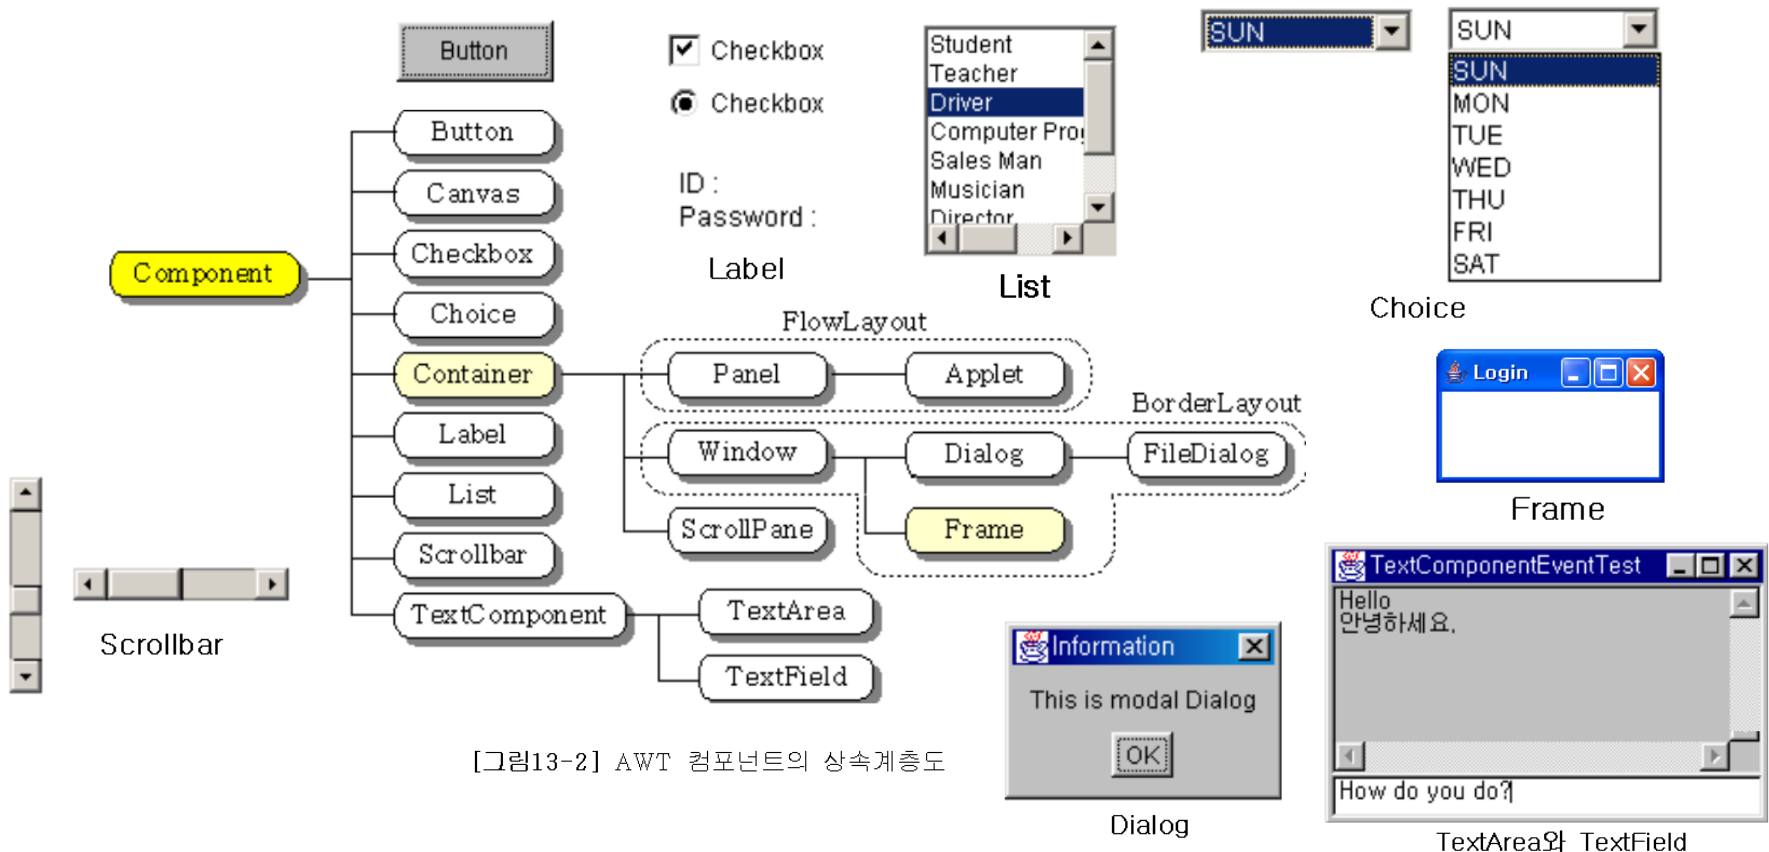 Button
Checkbox
Checkbox
ID :
Password :
Label
Student
Teacher
Driver
Computer Pro
Sales Man
Musician
Director
List
SUN
SUN
SUN
MON
TUE
WED
THU
FRI
SAT
Choice
Component
Button
Canvas
Checkbox
Choice
Container
Label
List
Scrollbar
TextComponent
FlowLayout
Panel
Applet
BorderLayout
Window
Dialog
FileDialog
ScrollPane
Frame
TextArea
TextField
Login
Frame
Scrollbar
Information
This is modal Dialog
OK
Dialog
TextComponentEventTest
Hello
안녕하세요.
How do you do?
TextArea와 TextField
[그림13-2] AWT 컴포넌트의 상속계층도